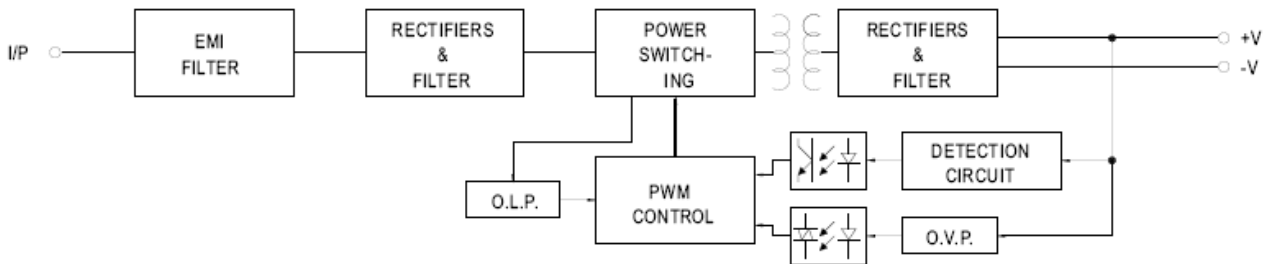 I/P
EMI
FILTER
RECTIFIERS
&
FILTER
POWER
SWITCH-
ING
RECTIFIERS
&
FILTER
+V
-V
O.L.P.
PWM
CONTROL
DETECTION
CIRCUIT
O.V.P.